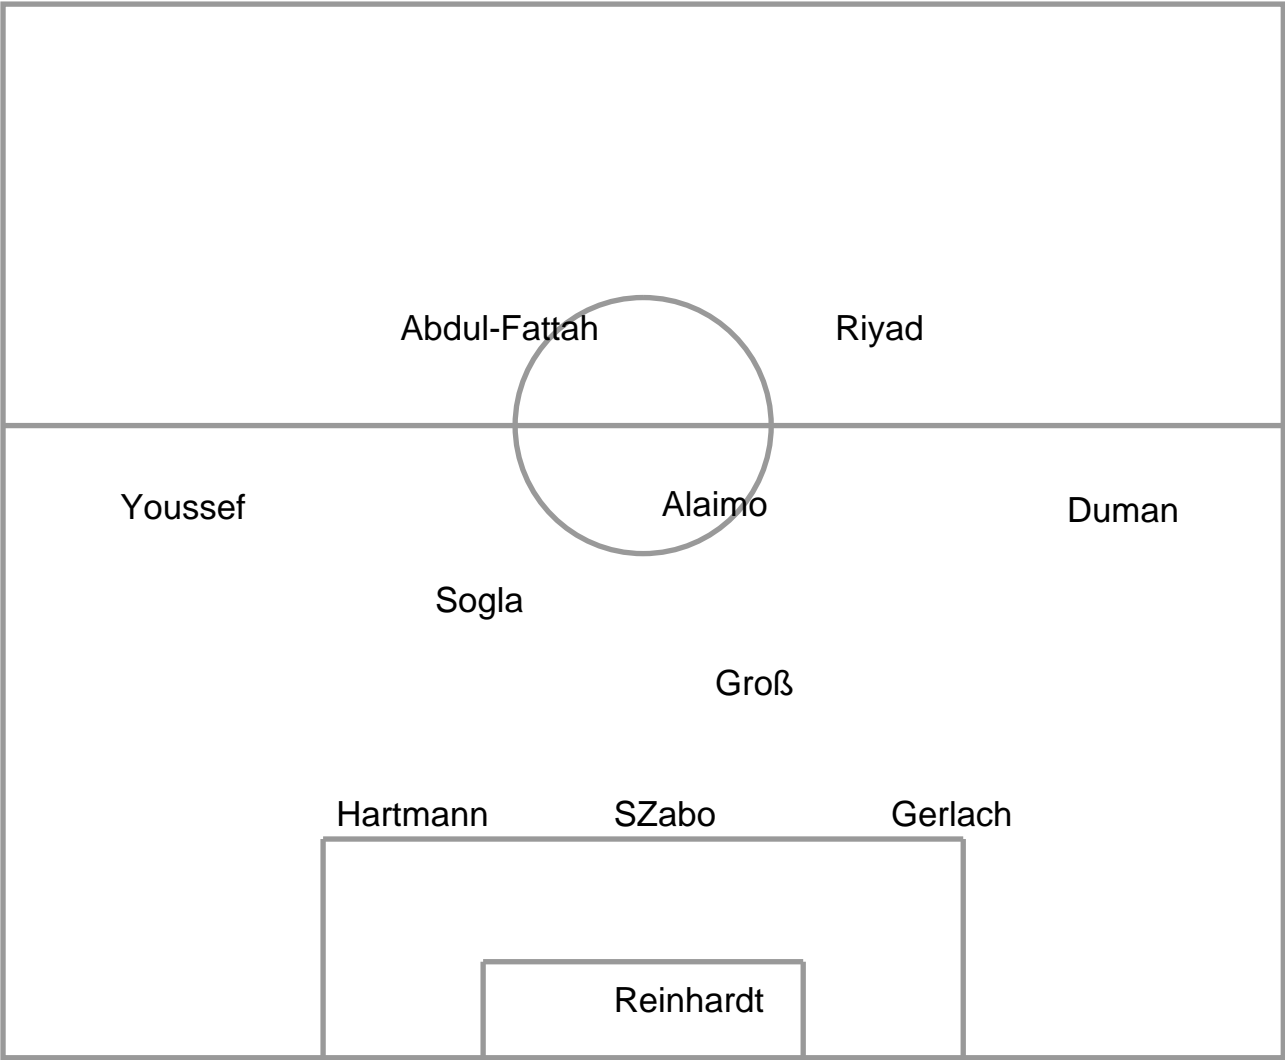 Abdul-Fattah Riyad
Youssef Alaimo Duman
Sogla
Groß
Hartmann SZabo Gerlach
Reinhardt